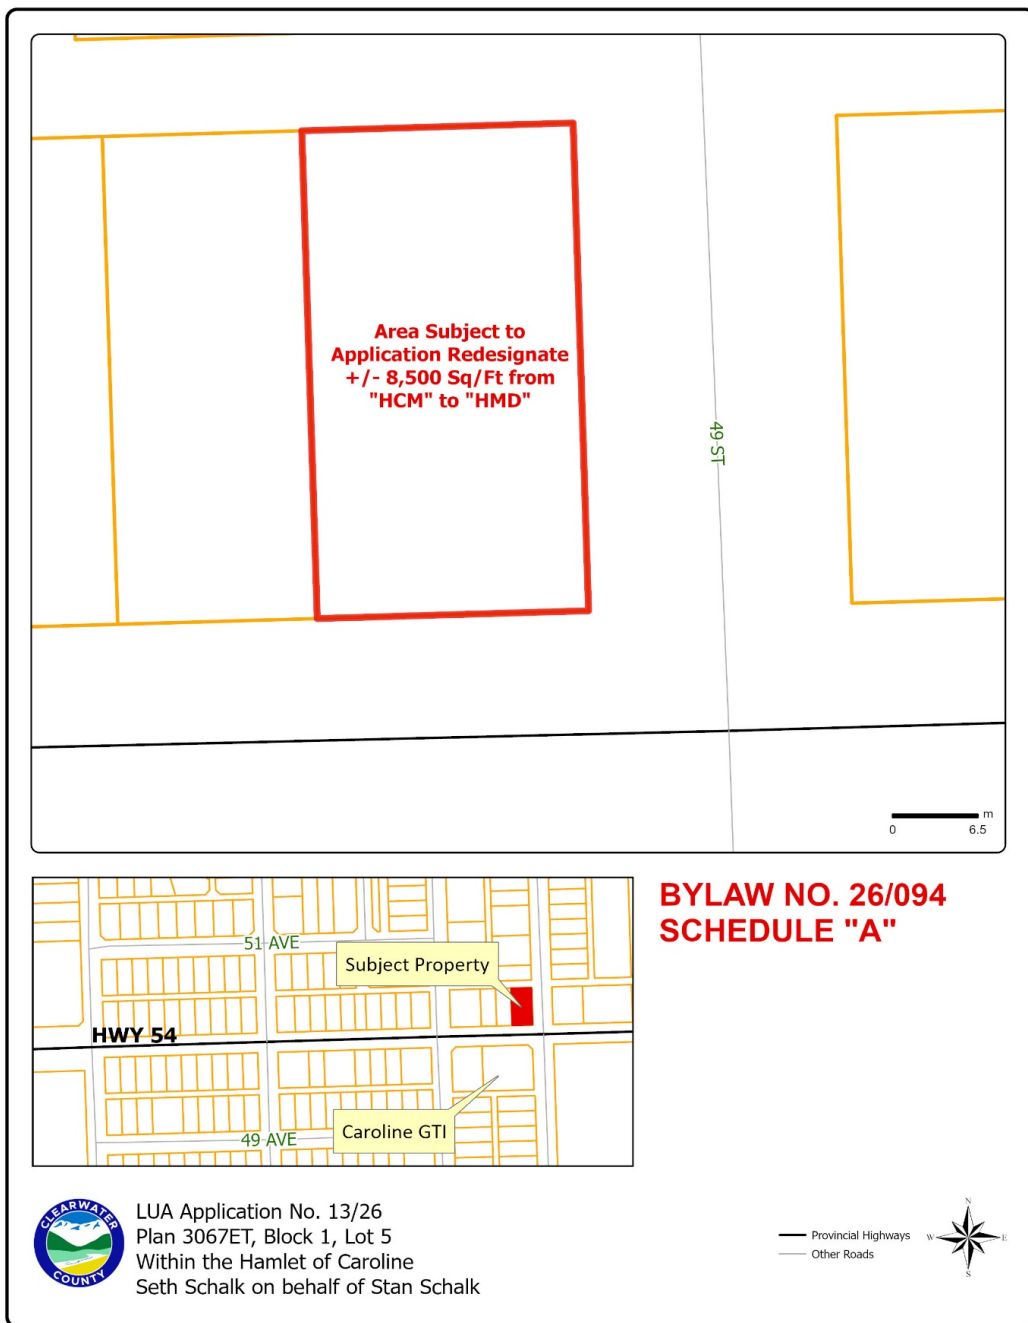 Area Subject to
Application Redesignate
+/- 8,500 Sq/Ft from
"HCM" to "HMD"
49 ST
m
0 6.5
51 AVE
Subject Property
HWY 54
Caroline GTI
49 AVE
BYLAW NO. 26/094
SCHEDULE "A"
CLEARWATER
COUNTY
LUA Application No. 13/26
Plan 3067ET, Block 1, Lot 5
Within the Hamlet of Caroline
Seth Schalk on behalf of Stan Schalk
Provincial Highways
Other Roads
N
W E
S